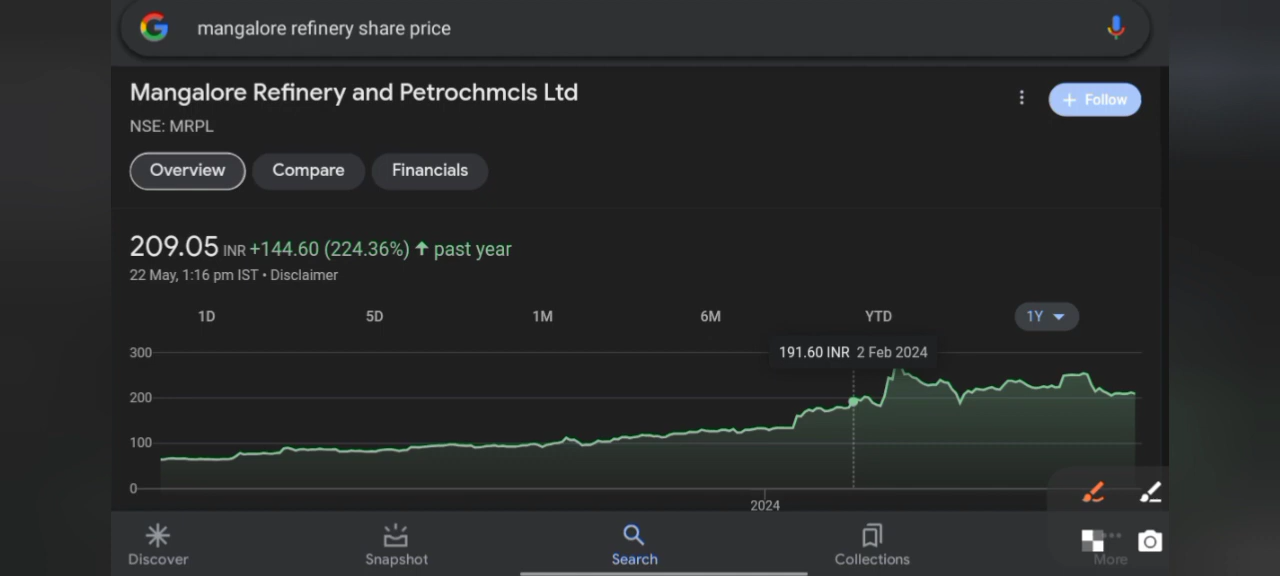 mangalore refinery share price
Mangalore Refinery and Petrochmcls Ltd
+ Follow
NSE: MRPL
Overview Compare Financials
209.05 INR +144.60 (224.36%) ↑ past year
22 May, 1:16 pm IST • Disclaimer
1D 5D 1M 6M YTD 1Y
191.60 INR 2 Feb 2024
300
200
100
0
2024
Discover Snapshot Search Collections More